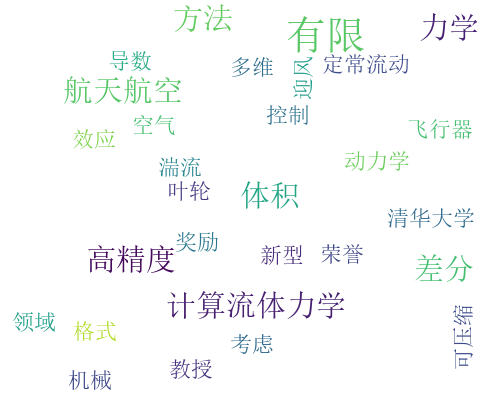 方法
有限
力学
导数
多维
迎风
定常流动
航天航空
控制
空气
飞行器
效应
湍流
动力学
叶轮
体积
清华大学
奖励
高精度
新型
荣誉
差分
计算流体力学
领域
格式
考虑
可压缩
教授
机械